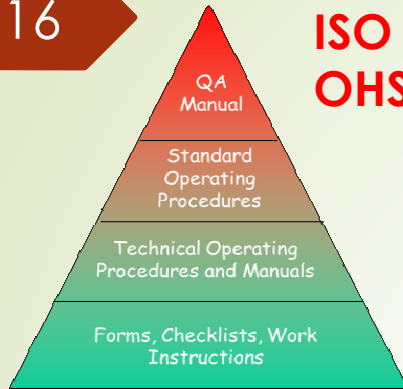 16
ISO
OHS
QA
Manual
Standard
Operating
Procedures
Technical Operating
Procedures and Manuals
Forms, Checklists, Work
Instructions